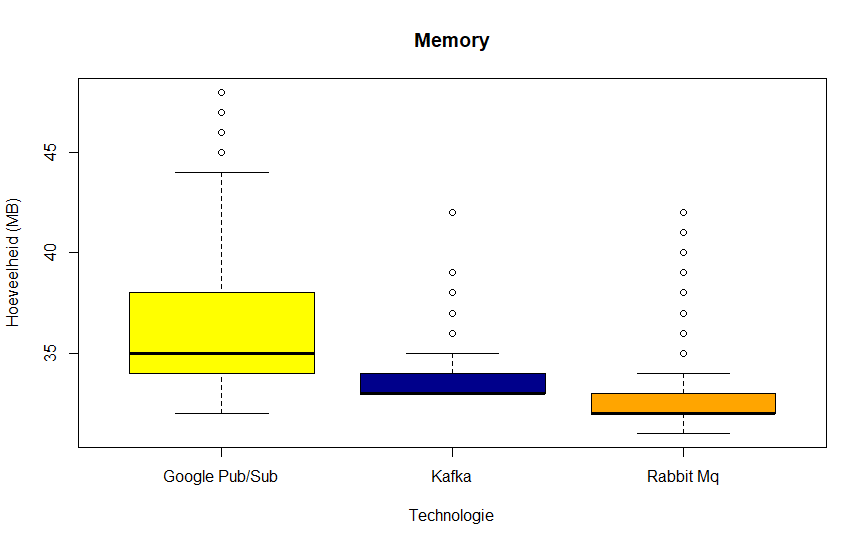 Memory
Hoeveelheid (MB)
45
40
35
Google Pub/Sub
Kafka
Rabbit Mq
Technologie